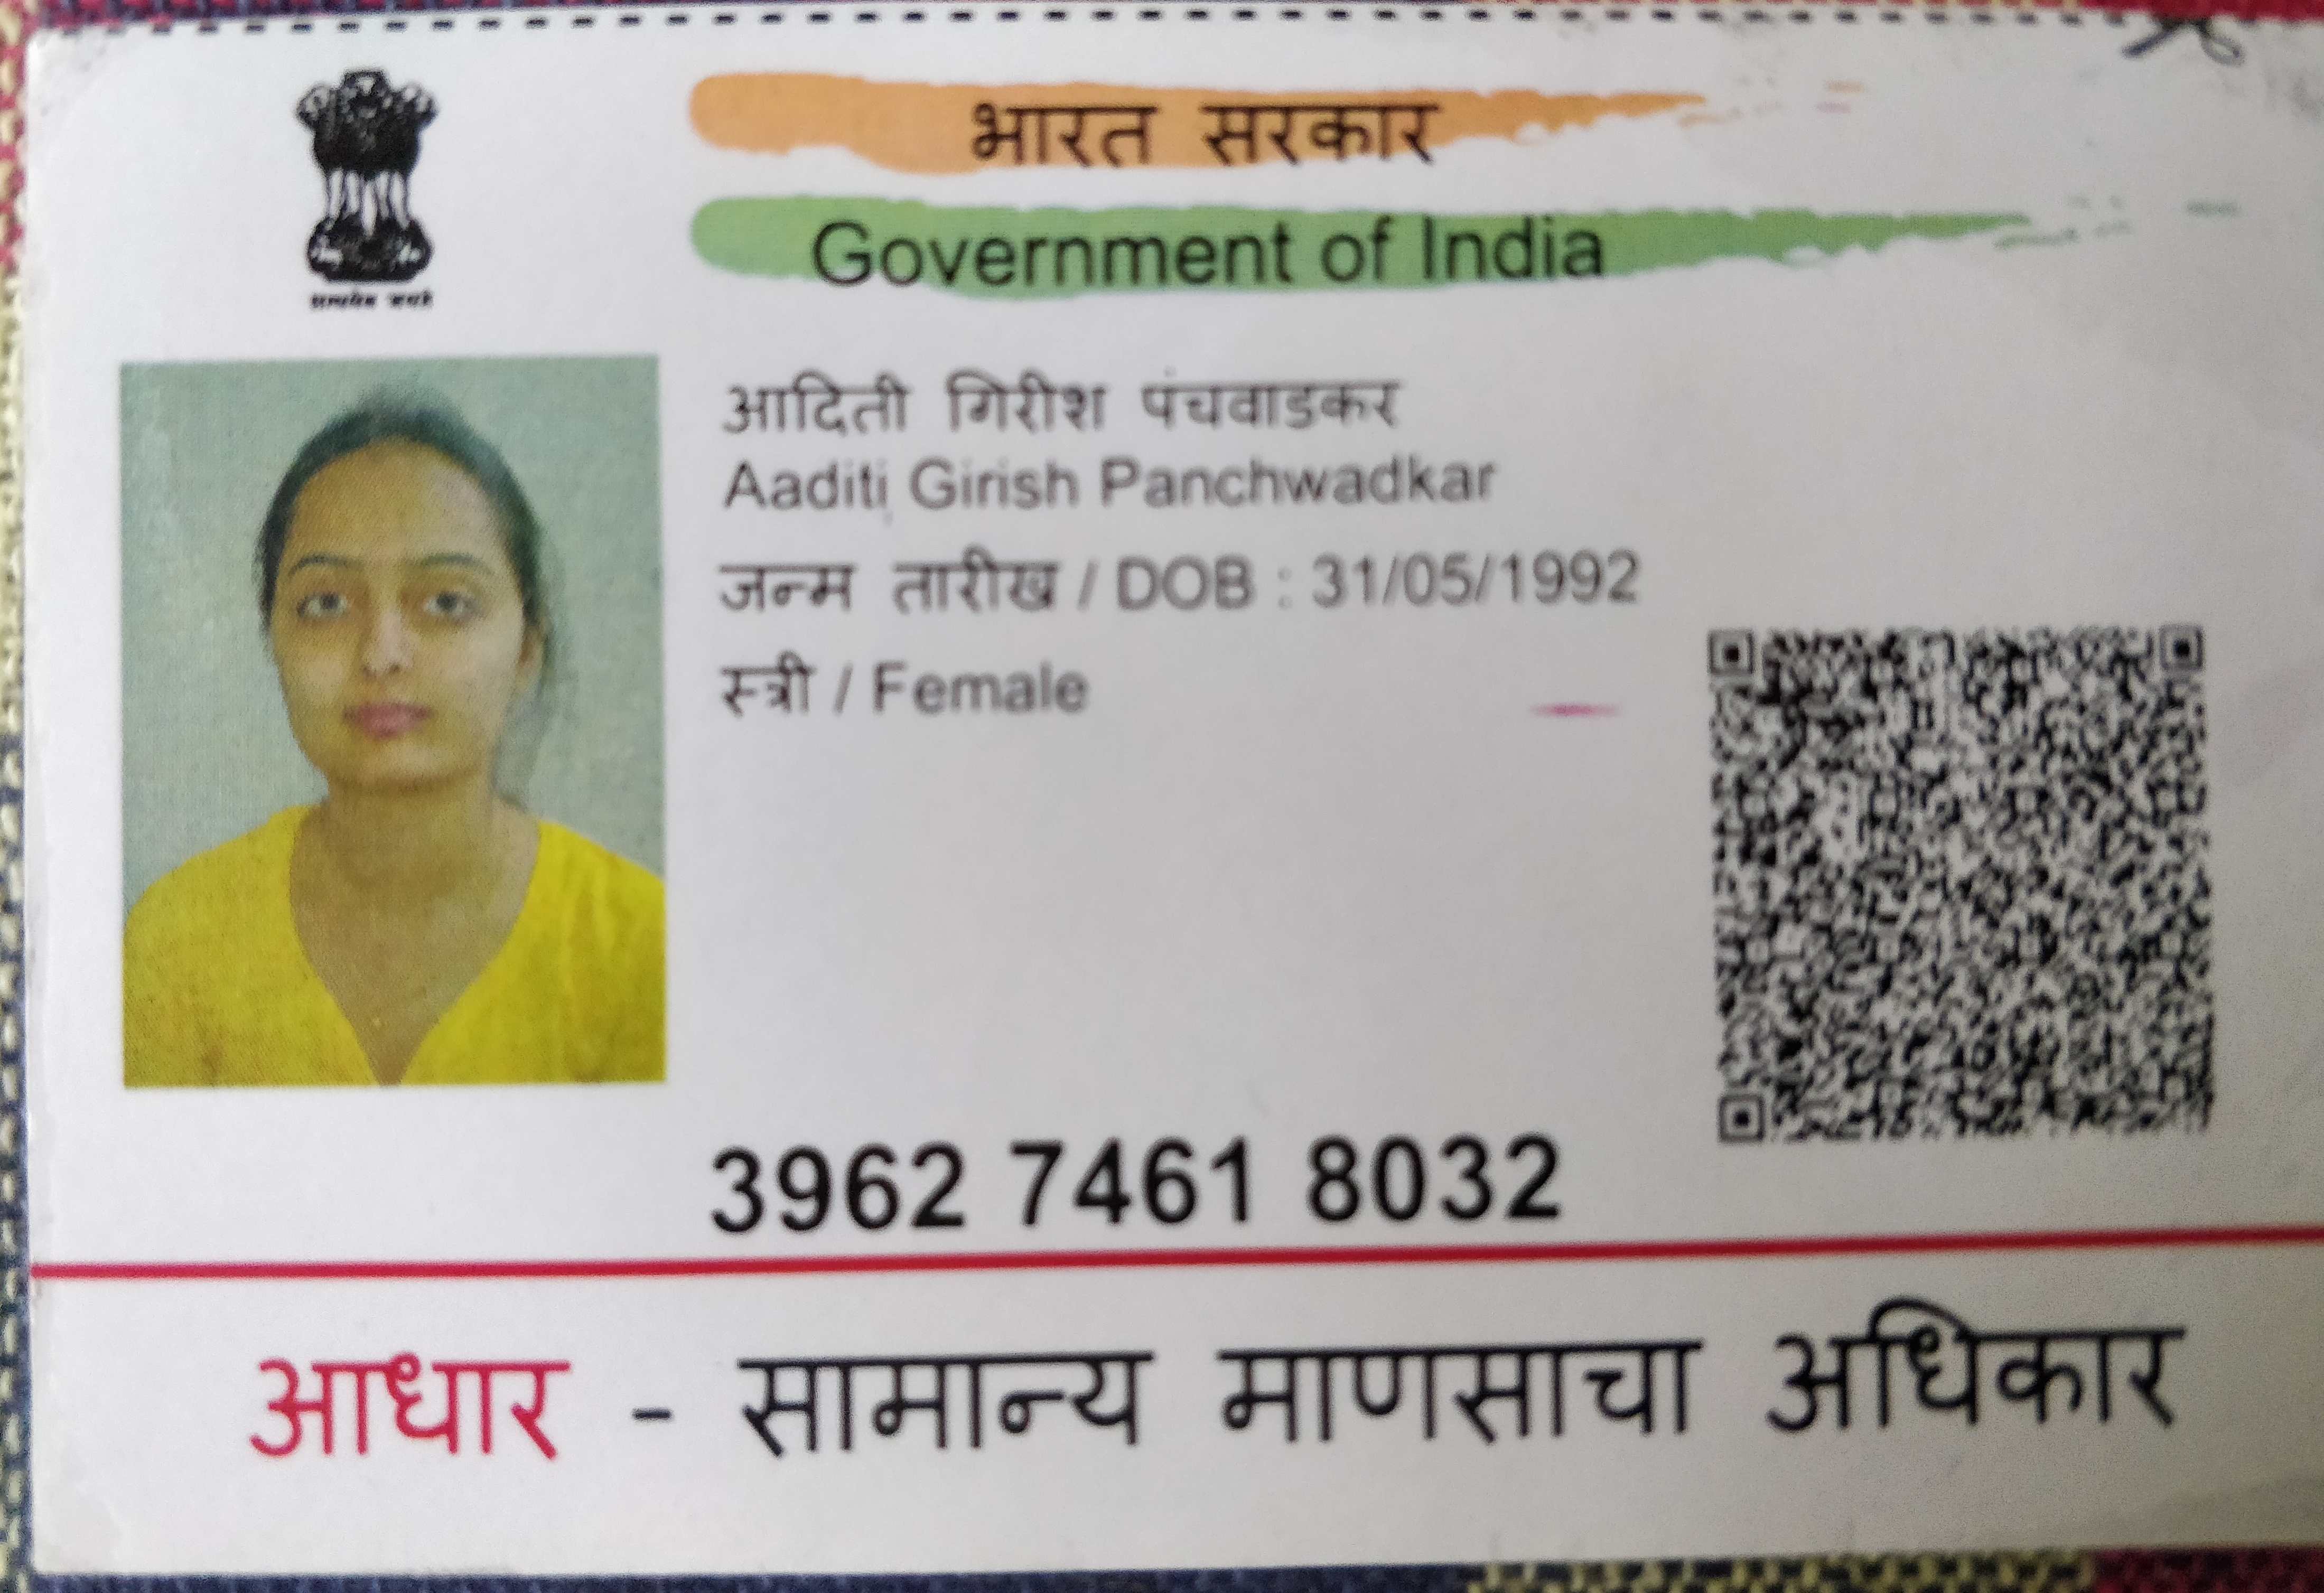 भारत सरकार
Government of India
सत्यमेव जयते
आदिती गिरीश पंचवाडकर
Aaditi Girish Panchwadkar
जन्म तारीख / DOB : 31/05/1992
स्त्री / Female
3962 7461 8032
आधार - सामान्य माणसाचा अधिकार